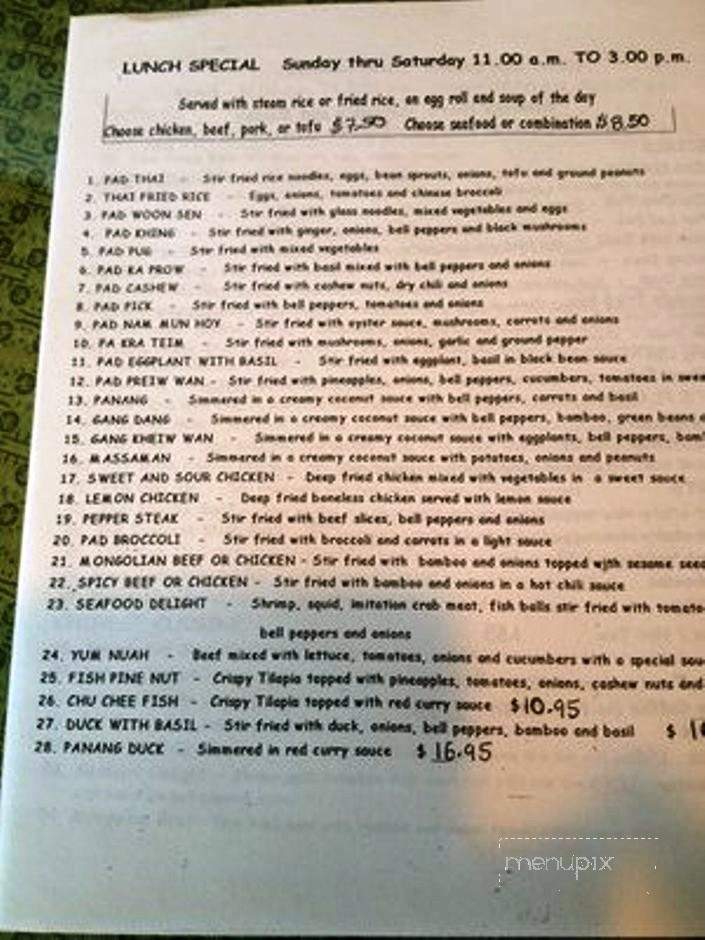 LUNCH SPECIAL Sunday thru Saturday 11.00 a.m. TO 3.00 p.m.
Served with steam rice or fried rice, an egg roll and soup of the day
Choose chicken, beef, pork, or tofu $7.50 Choose seafood or combination $8.50
1. PAD THAI - Stir fried rice noodles, eggs, bean sprouts, onions, tofu and ground peanuts
2. THAI FRIED RICE - Eggs, onions, tomatoes and chinese broccoli
3. PAD WOON SEN - Stir fried with glass noodles, mixed vegetables and eggs
4. PAD KHING - Stir fried with ginger, onions, bell peppers and black mushrooms
5. PAD PUG - Stir fried with mixed vegetables
6. PAD KA PROW - Stir fried with basil mixed with bell peppers and onions
7. PAD CASHEW - Stir fried with cashew nuts, dry chili and onions
8. PAD PICK - Stir fried with bell peppers, tomatoes and onions
9. PAD NAM MUN HOY - Stir fried with oyster sauce, mushrooms, carrots and onions
10. PA KRA TEIM - Stir fried with mushrooms, onions, garlic and ground pepper
11. PAD EGGPLANT WITH BASIL - Stir fried with eggplant, basil in black bean sauce
12. PAD PREIW WAN - Stir fried with pineapples, onions, bell peppers, cucumbers, tomatoes in
13. PANANG - Simmered in a creamy coconut sauce with bell peppers, carrots and basil
14. GANG DANG - Simmered in a creamy coconut sauce with bell peppers, bamboo, green beans
15. GANG KHEIW WAN - Simmered in a creamy coconut sauce with eggplants, bell peppers,
16. MASSAMAN - Simmered in a creamy coconut sauce with potatoes, onions and peanuts
17. SWEET AND SOUR CHICKEN - Deep fried chicken mixed with vegetables in a sweet sauce
18. LEMON CHICKEN - Deep fried boneless chicken served with lemon sauce
19. PEPPER STEAK - Stir fried with beef slices, bell peppers and onions
20. PAD BROCCOLI - Stir fried with broccoli and carrots in a light sauce
21. MONGOLIAN BEEF OR CHICKEN - Stir fried with bamboo and onions topped with sesame
22. SPICY BEEF OR CHICKEN - Stir fried with bamboo and onions in a hot chili sauce
23. SEAFOOD DELIGHT - Shrimp, squid, imitation crab meat, fish balls stir fried with
bell peppers and onions
24. YUM NUAH - Beef mixed with lettuce, tomatoes, onions and cucumbers with a special
25. FISH PINE NUT - Crispy Tilapia topped with pineapples, tomatoes, onions, cashew nuts and
26. CHU CHEE FISH - Crispy Tilapia topped with red curry sauce $10.95
27. DUCK WITH BASIL - Stir fried with duck, onions, bell peppers, bamboo and basil $
28. PANANG DUCK - Simmered in red curry sauce $16.95
menupix